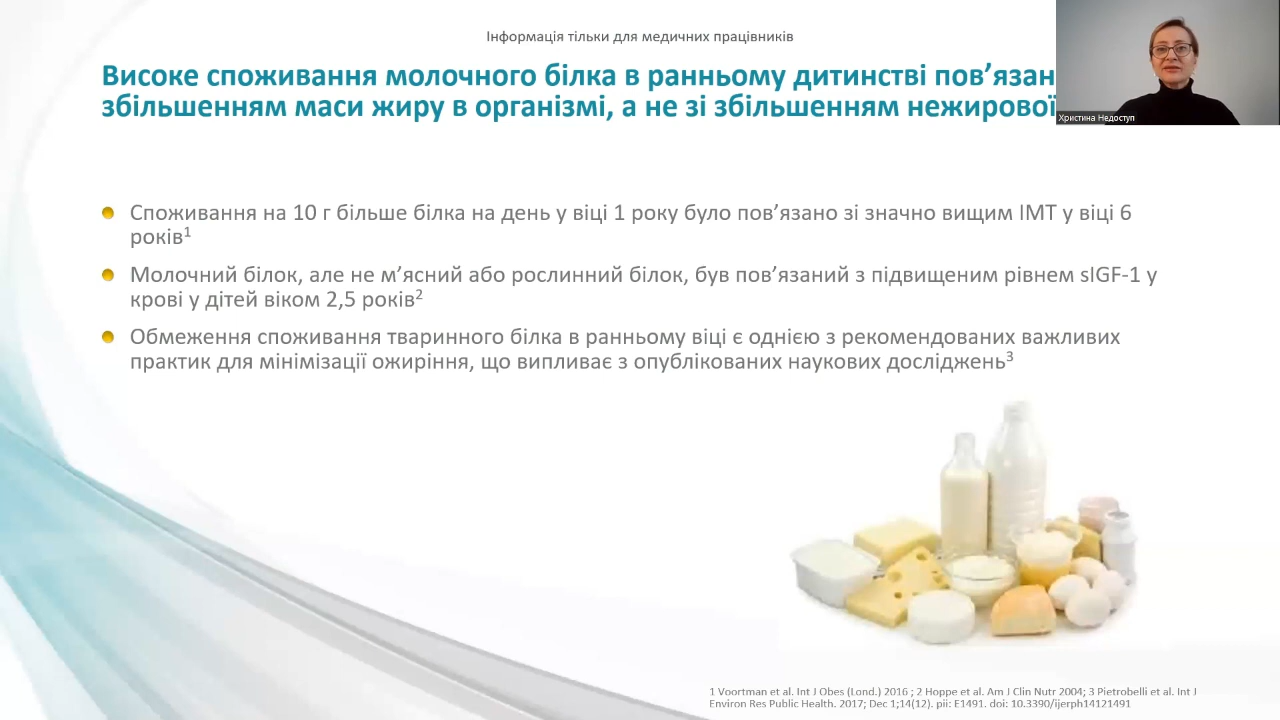 Інформація тільки для медичних працівників
Високе споживання молочного білка в ранньому дитинстві пов’язан
збільшенням маси жиру в організмі, а не зі збільшенням нежирової
Христина Недоступ
Споживання на 10 г більше білка на день у віці 1 року було пов’язано зі значно вищим ІМТ у віці 6
років1
Молочний білок, але не м’ясний або рослинний білок, був пов’язаний з підвищеним рівнем sIGF-1 у
крові у дітей віком 2,5 років2
Обмеження споживання тваринного білка в ранньому віці є однією з рекомендованих важливих
практик для мінімізації ожиріння, що випливає з опублікованих наукових досліджень3
1 Voortman et al. Int J Obes (Lond.) 2016 ; 2 Hoppe et al. Am J Clin Nutr 2004; 3 Pietrobelli et al. Int J
Environ Res Public Health. 2017; Dec 1;14(12). pii: E1491. doi: 10.3390/ijerph14121491